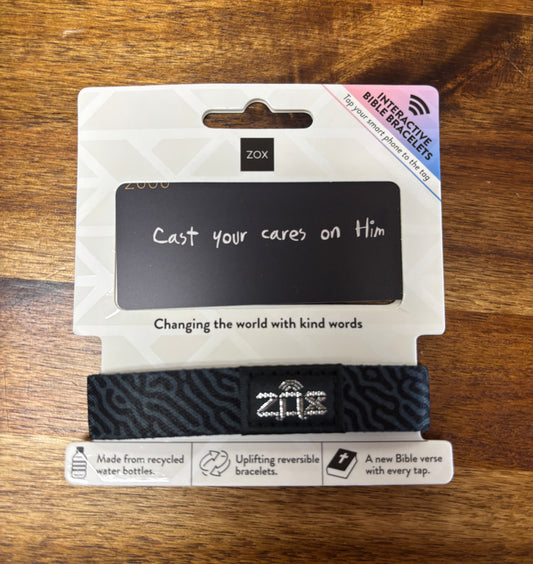 INTERACTIVE
BIBLE BRACELETS
Tap your smart phone to the tag
ZOX
Cast your cares on Him
Changing the world with kind words
ZOX
Made from recycled
water bottles.
Uplifting reversible
bracelets.
A new Bible verse
with every tap.